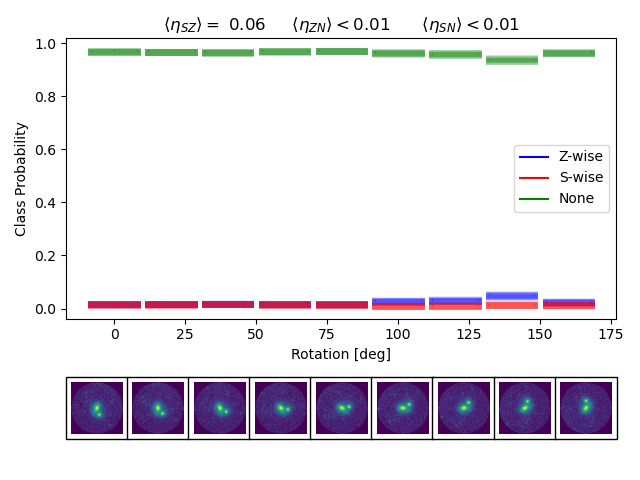 ⟨η_SZ⟩ = 0.06 ⟨η_ZN⟩ < 0.01 ⟨η_SN⟩ < 0.01
1.0
0.8
0.6
0.4
0.2
0.0
Class Probability
Z-wise
S-wise
None
0 25 50 75 100 125 150 175
Rotation [deg]